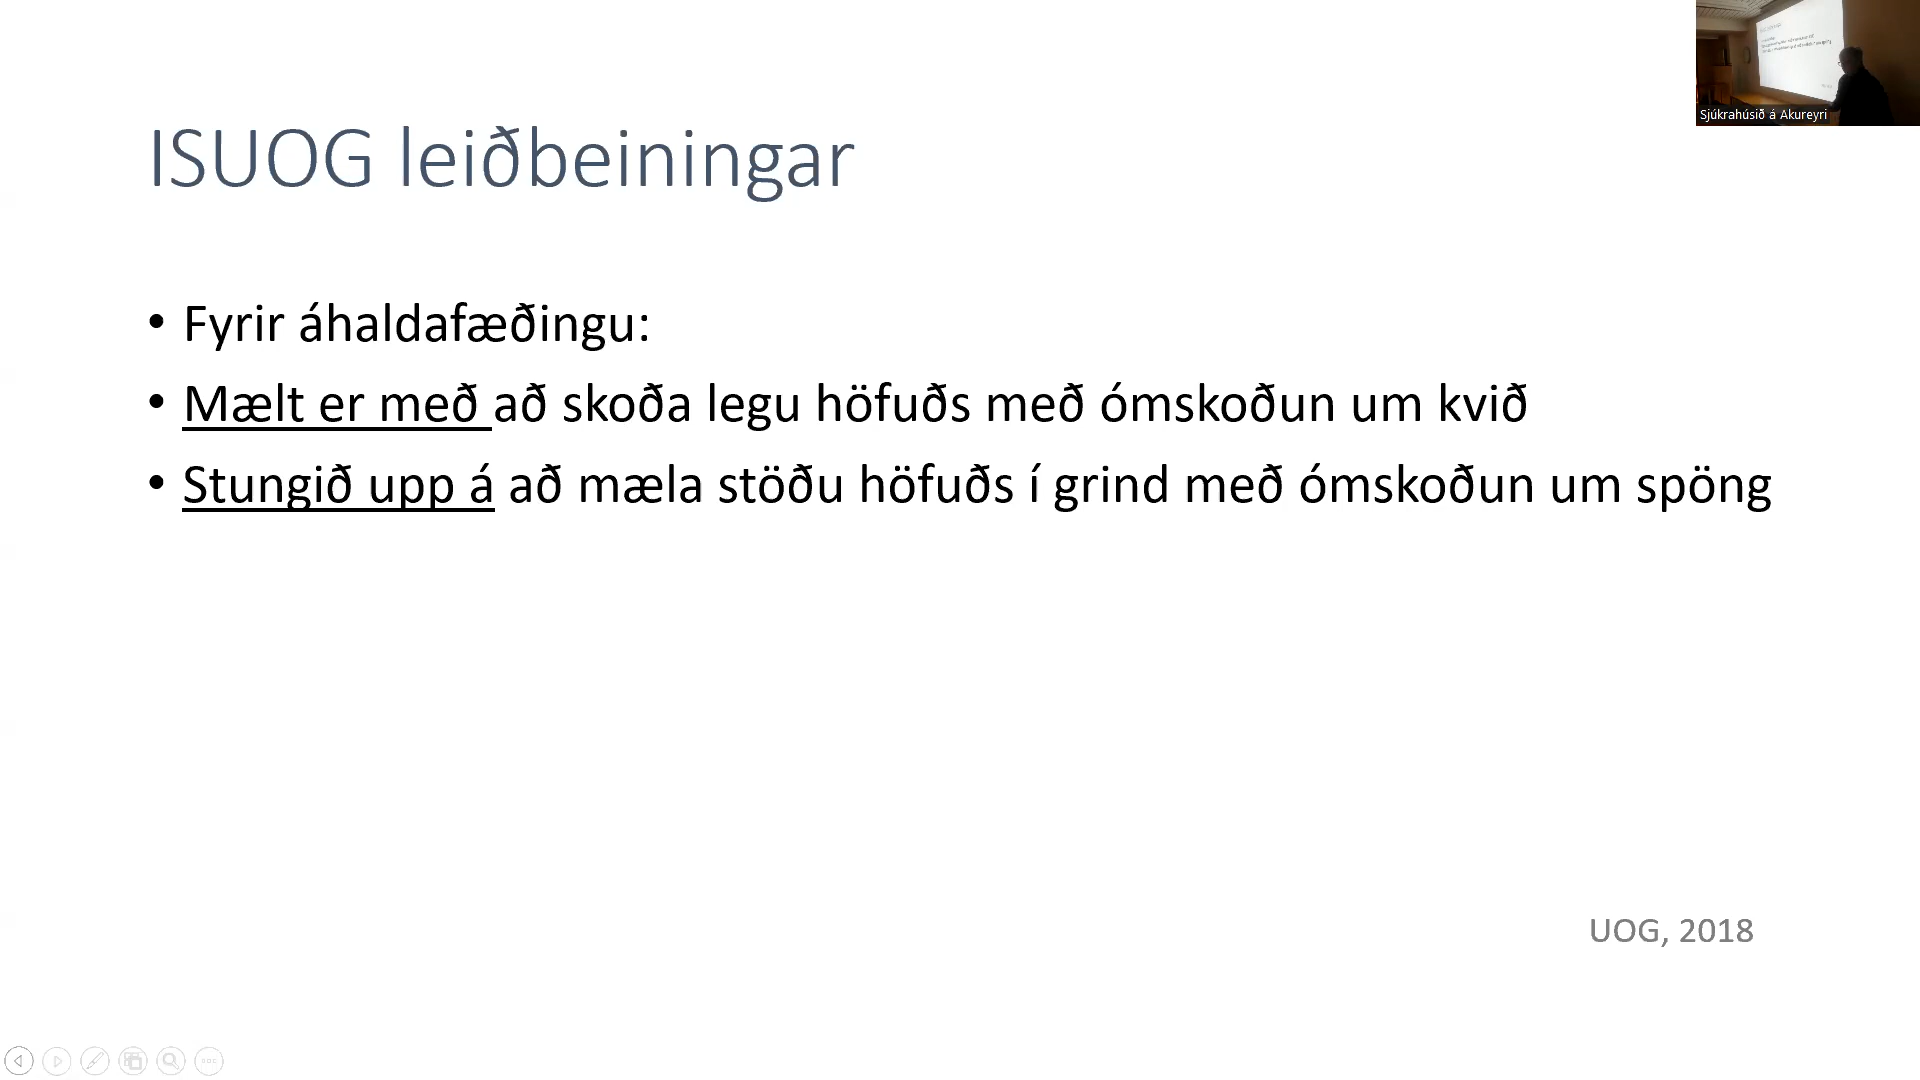 Sjúkrahúsið á Akureyri
ISUOG leiðbeiningar
• Fyrir áhaldafæðingu:
• Mælt er með að skoða legu höfuðs með ómskoðun um kvið
• Stungið upp á að mæla stöðu höfuðs í grind með ómskoðun um spöng
UOG, 2018